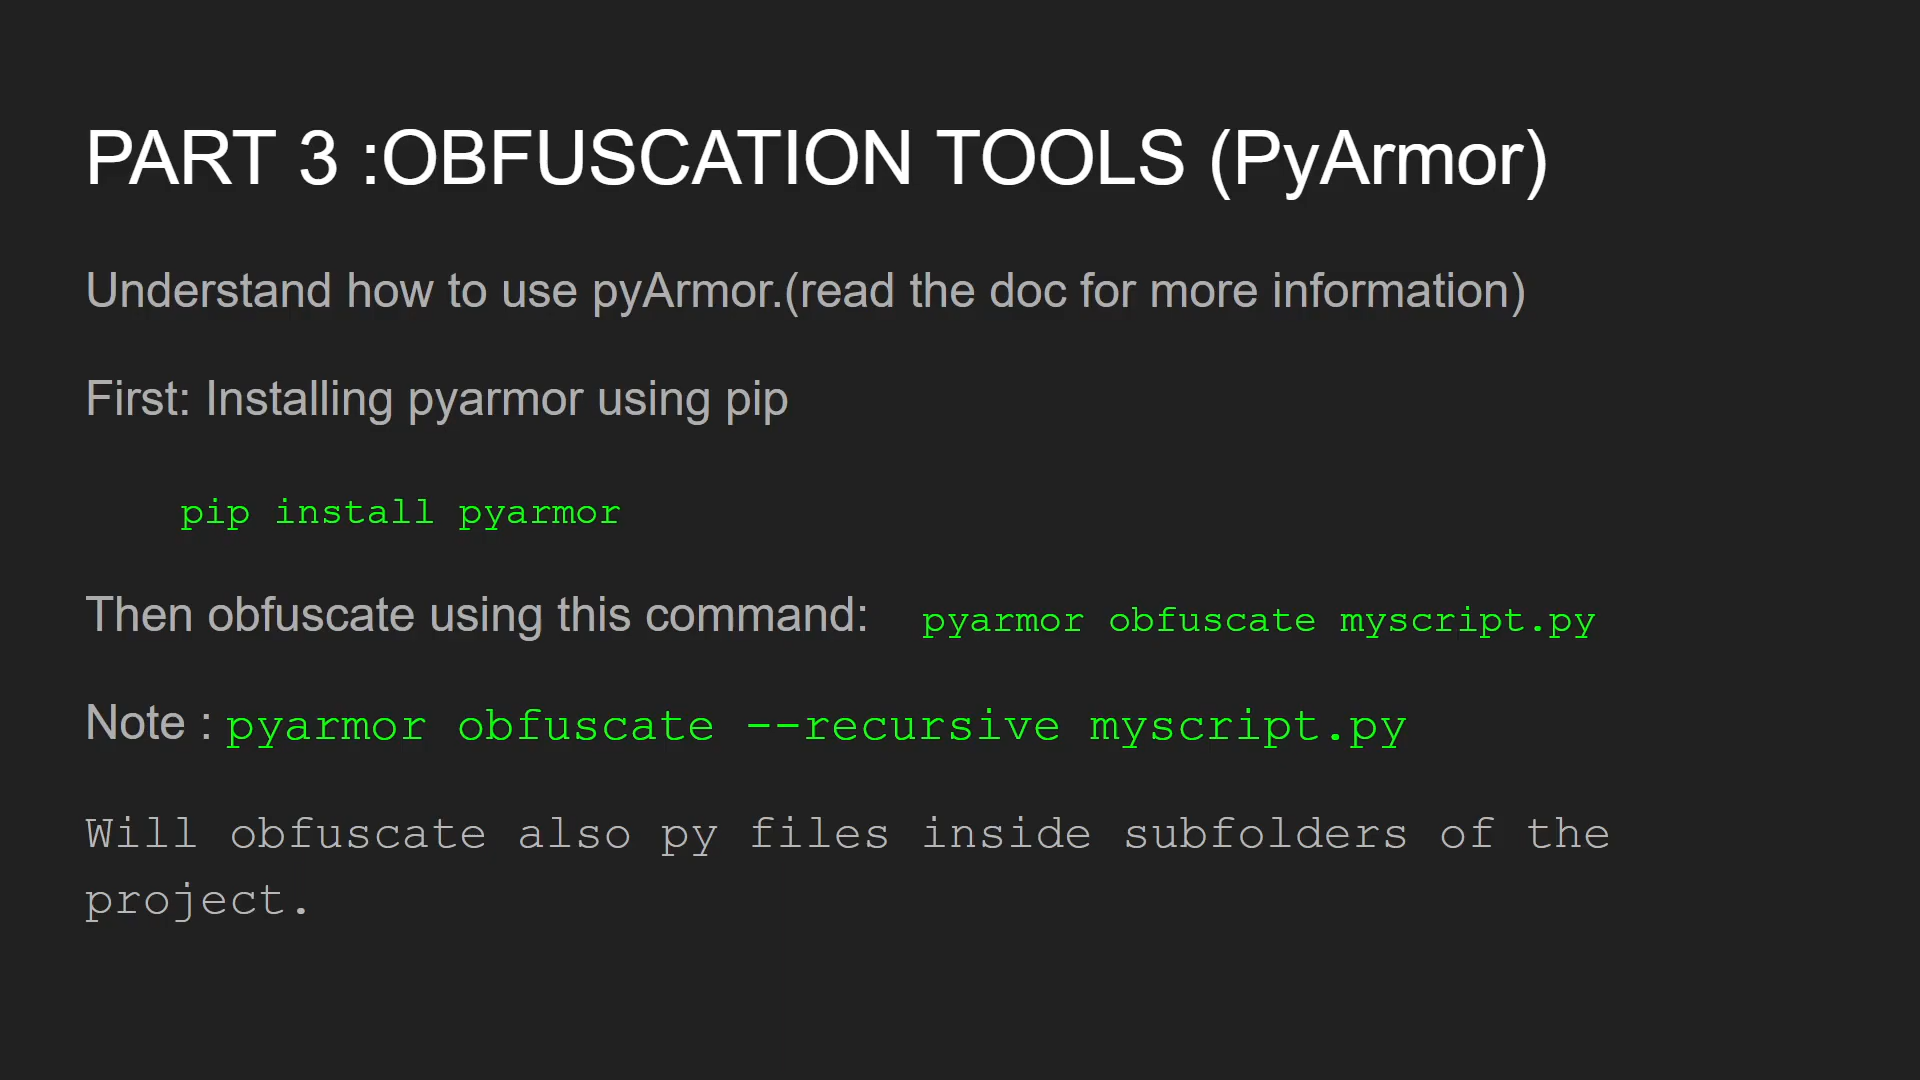 PART 3 :OBFUSCATION TOOLS (PyArmor)
Understand how to use pyArmor.(read the doc for more information)
First: Installing pyarmor using pip
pip install pyarmor
Then obfuscate using this command: pyarmor obfuscate myscript.py
Note : pyarmor obfuscate --recursive myscript.py
Will obfuscate also py files inside subfolders of the
project.